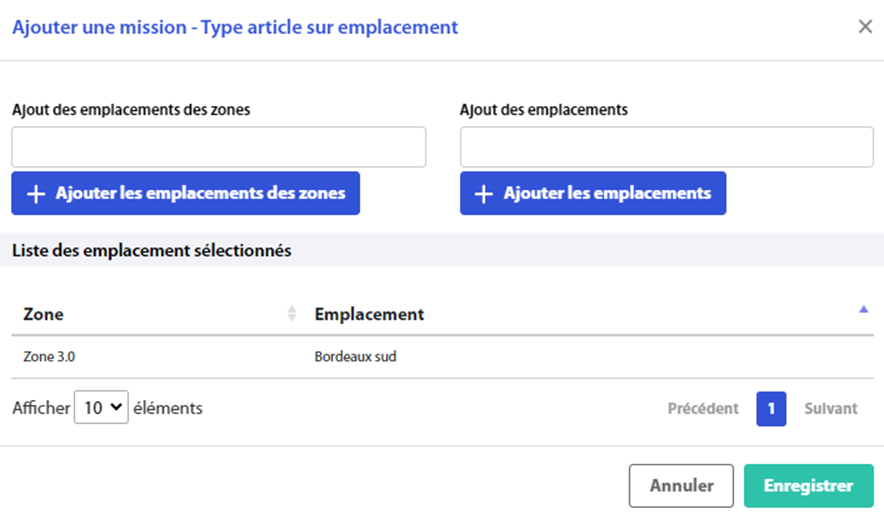 Ajouter une mission - Type article sur emplacement
Ajout des emplacements des zones
Ajout des emplacements
+ Ajouter les emplacements des zones
+ Ajouter les emplacements
Liste des emplacement sélectionnés
Zone Emplacement
Zone 3.0 Bordeaux sud
Afficher 10 éléments
Précédent 1 Suivant
Annuler Enregistrer